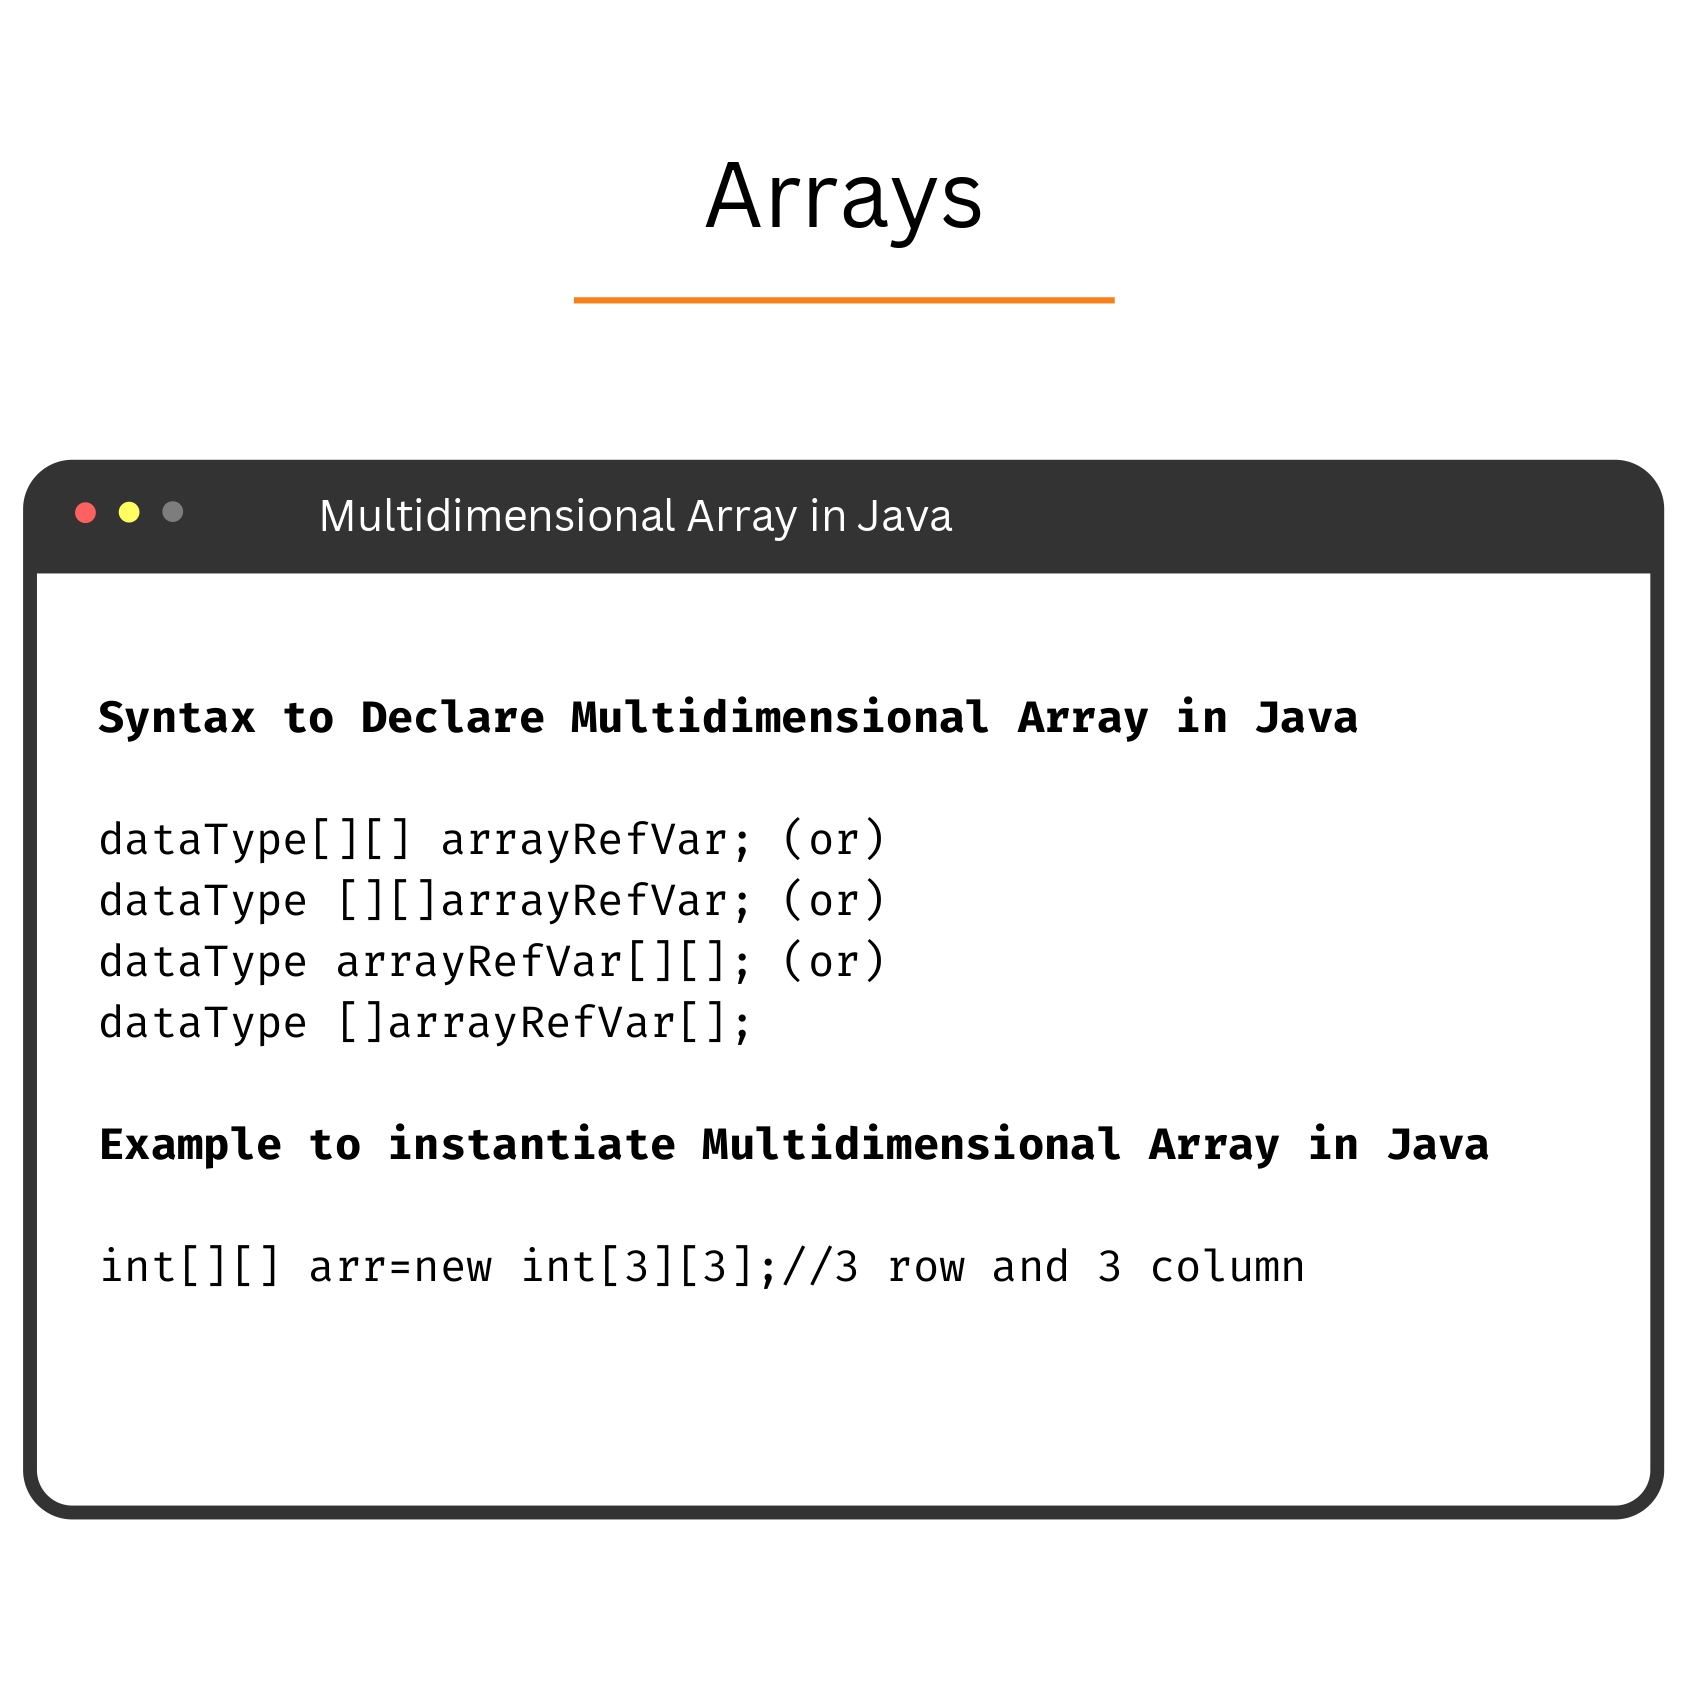 Arrays
Multidimensional Array in Java
Syntax to Declare Multidimensional Array in Java
dataType[][] arrayRefVar; (or)
dataType [][]arrayRefVar; (or)
dataType arrayRefVar[][]; (or)
dataType []arrayRefVar[];
Example to instantiate Multidimensional Array in Java
int[][] arr=new int[3][3];//3 row and 3 column